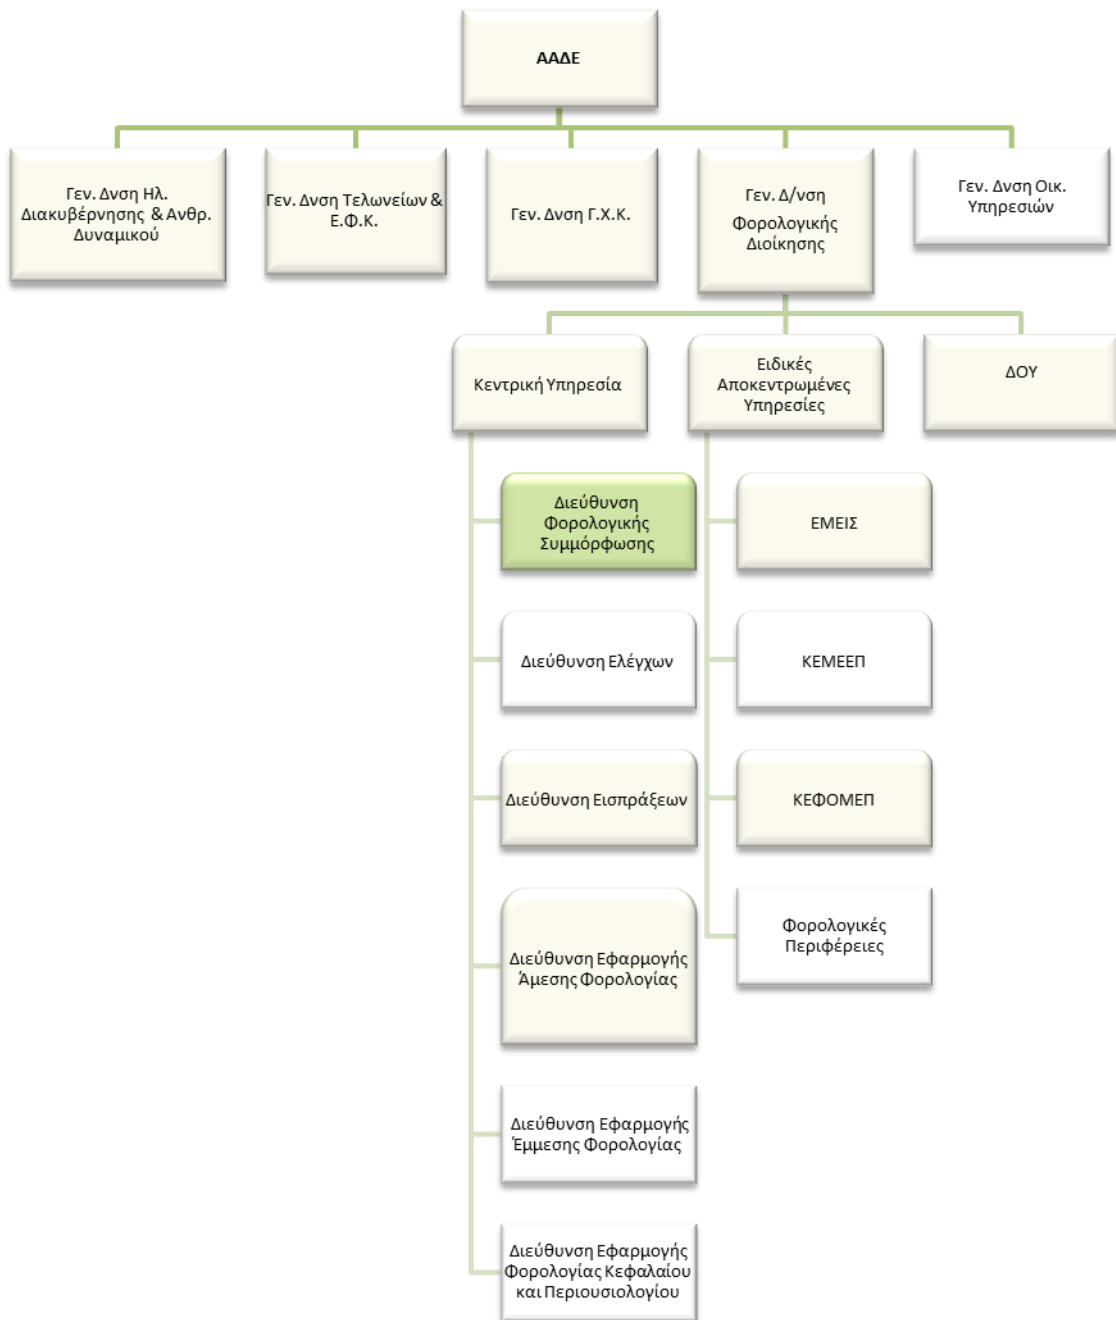 ΑΑΔΕ
Γεν. Δνση Ηλ.
Διακυβέρνησης & Ανθρ.
Δυναμικού
Γεν. Δνση Τελωνείων &
Ε.Φ.Κ.
Γεν. Δνση Γ.Χ.Κ.
Γεν. Δ/νση
Φορολογικής
Διοίκησης
Γεν. Δνση Οικ.
Υπηρεσιών
Κεντρική Υπηρεσία
Ειδικές
Αποκεντρωμένες
Υπηρεσίες
ΔΟΥ
Διεύθυνση
Φορολογικής
Συμμόρφωσης
Διεύθυνση Ελέγχων
Διεύθυνση Εισπράξεων
Διεύθυνση Εφαρμογής
Άμεσης Φορολογίας
Διεύθυνση Εφαρμογής
Έμμεσης Φορολογίας
Διεύθυνση Εφαρμογής
Φορολογίας Κεφαλαίου
και Περιουσιολογίου
ΕΜΕΙΣ
ΚΕΜΕΕΠ
ΚΕΦΟΜΕΠ
Φορολογικές
Περιφέρειες